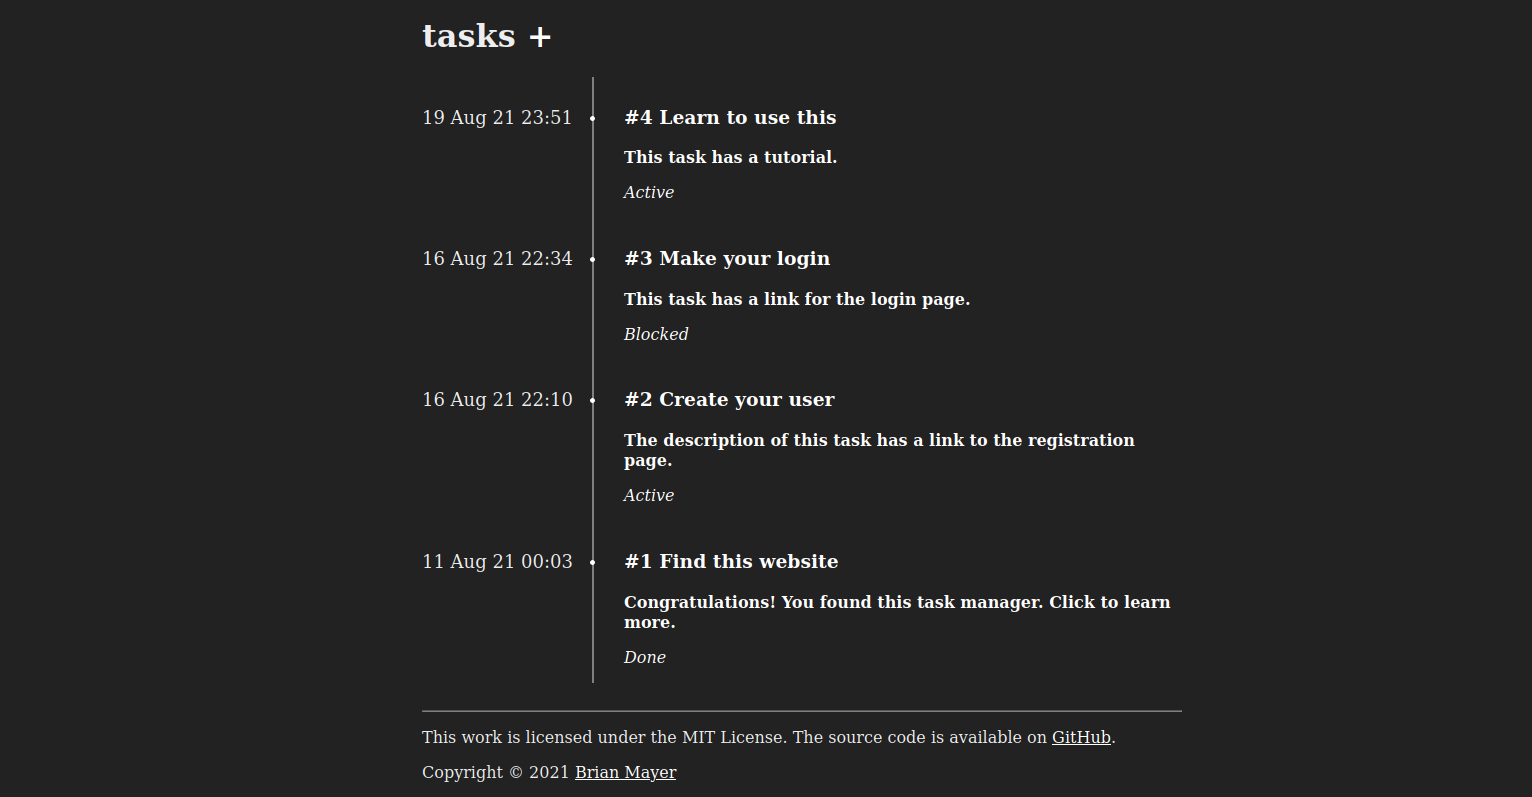 tasks +
19 Aug 21 23:51 #4 Learn to use this
This task has a tutorial.
Active
16 Aug 21 22:34 #3 Make your login
This task has a link for the login page.
Blocked
16 Aug 21 22:10 #2 Create your user
The description of this task has a link to the registration
page.
Active
11 Aug 21 00:03 #1 Find this website
Congratulations! You found this task manager. Click to learn
more.
Done
This work is licensed under the MIT License. The source code is available on GitHub.
Copyright © 2021 Brian Mayer